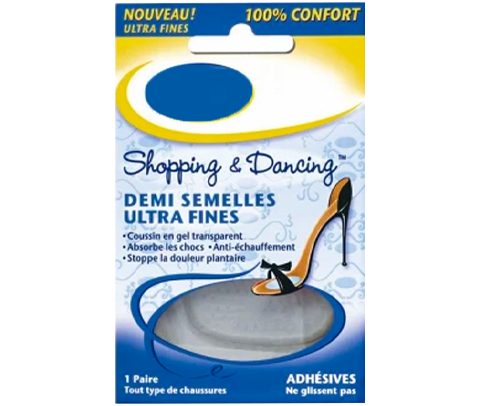 NOUVEAU!
ULTRA FINES
100% CONFORT
Shopping & Dancing™
DEMI SEMELLES
ULTRA FINES
•Coussin en gel transparent
•Absorbe les chocs •Anti-échauffement
•Stoppe la douleur plantaire
1 Paire
Tout type de chaussures
ADHÉSIVES
Ne glissent pas